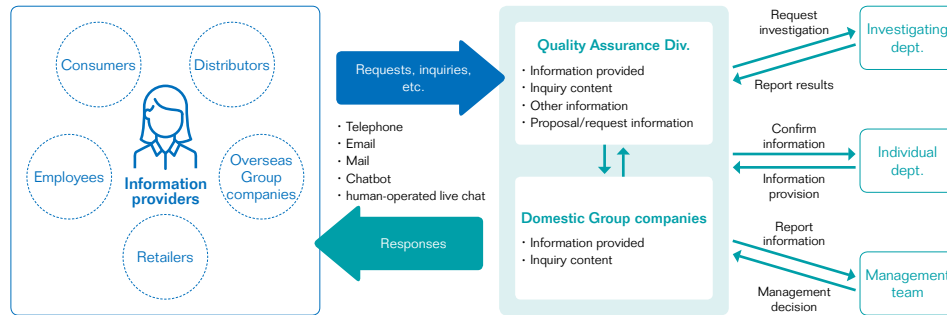 Consumers
Distributors
Employees
Information
providers
Overseas
Group
companies
Retailers
Requests, inquiries,
etc.
・Telephone
・Email
・Mail
・Chatbot
・human-operated live chat
Responses
Quality Assurance Div.
・Information provided
・Inquiry content
・Other information
・Proposal/request information
Domestic Group companies
・Information provided
・Inquiry content
Request
investigation
Report results
Investigating
dept.
Confirm
information
Information
provision
Individual
dept.
Report
information
Management
decision
Management
team